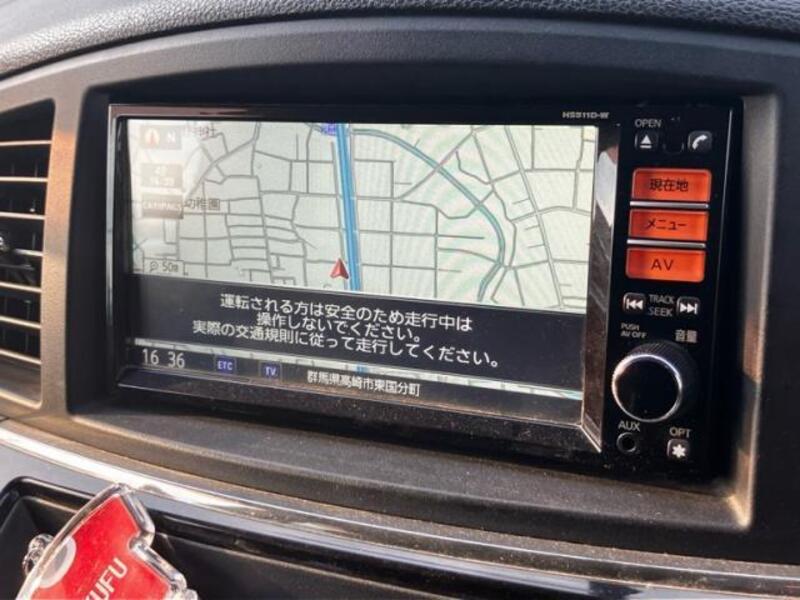 HS511D-W
OPEN
N
幼稚園
50m
現在地
メニュー
AV
TRACK
SEEK
PUSH
AV OFF
音量
AUX
OPT
運転される方は安全のため走行中は
操作しないでください。
実際の交通規則に従って走行してください。
16 36
ETC
TV
群馬県高崎市東国分町
KUFU